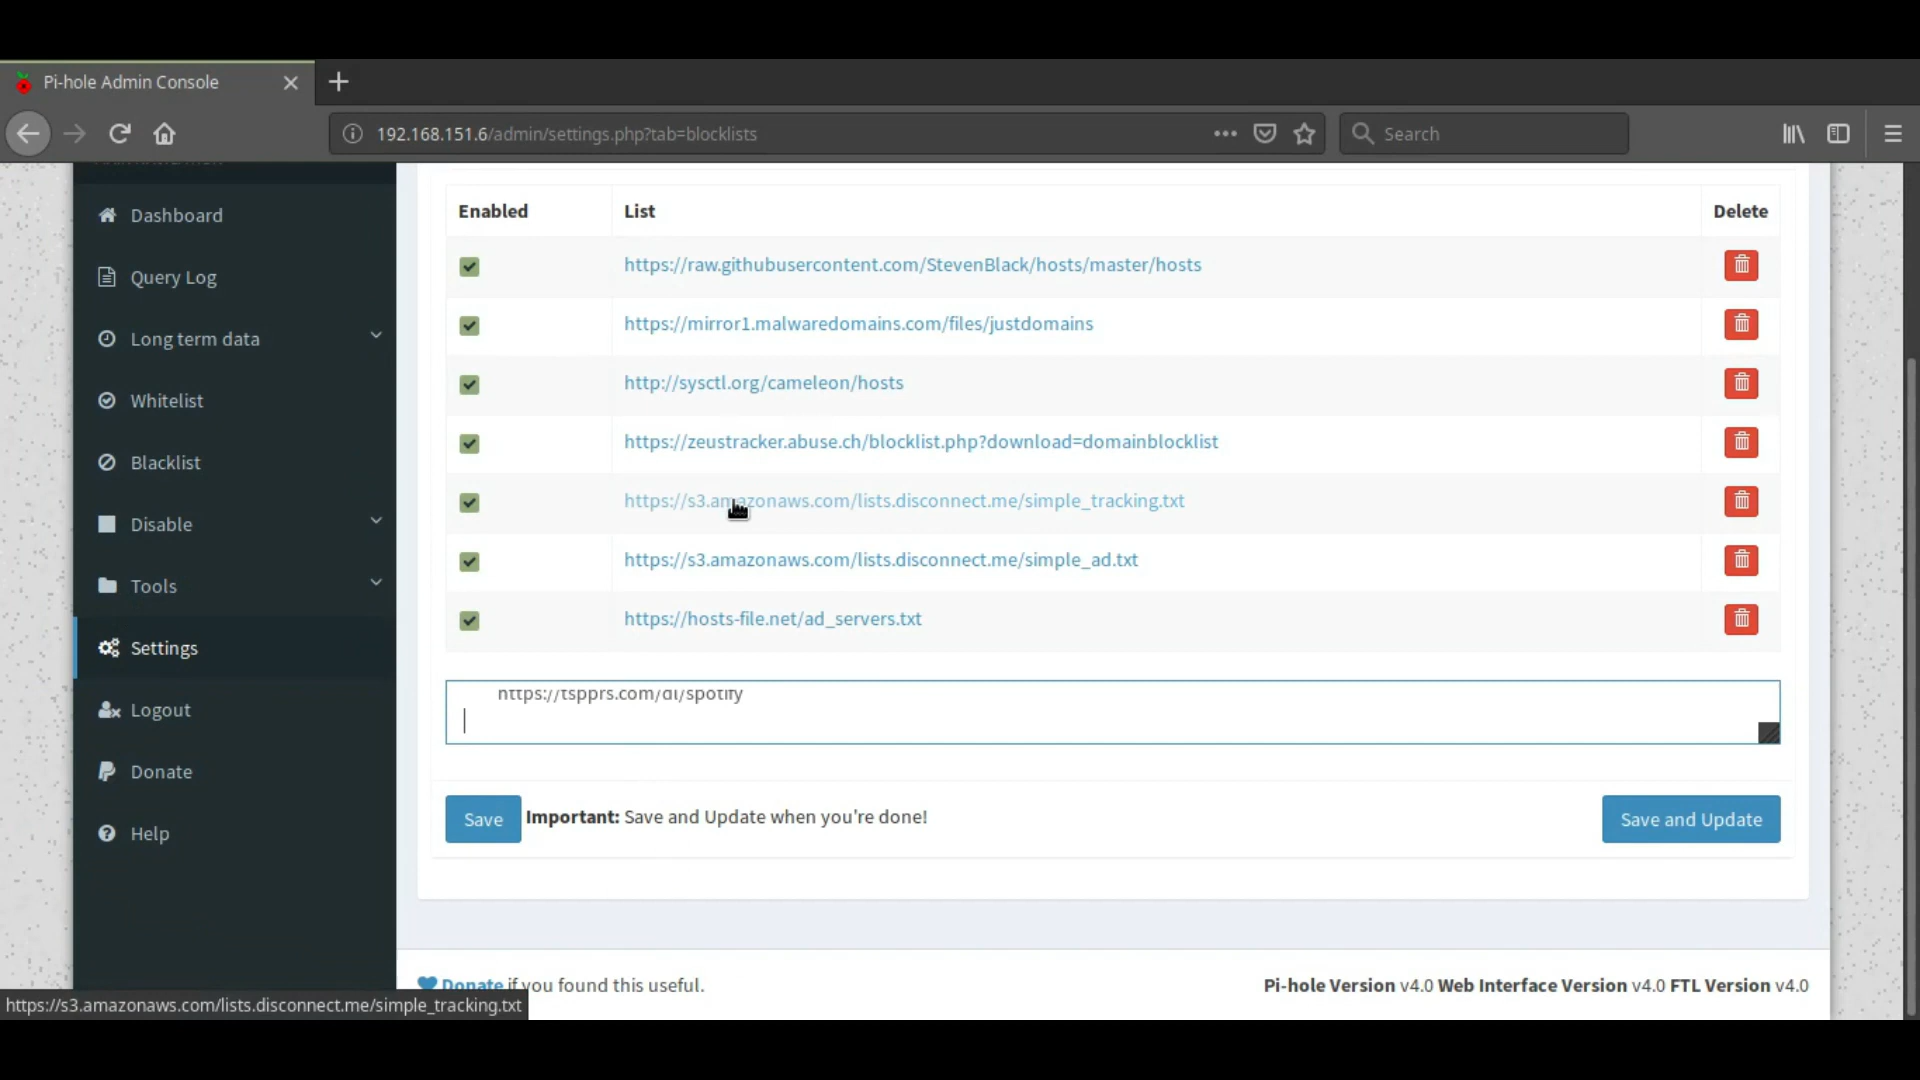 Pi-hole Admin Console
192.168.151.6/admin/settings.php?tab=blocklists
Search
Dashboard
Query Log
Long term data
Whitelist
Blacklist
Disable
Tools
Settings
Logout
Donate
Help
Enabled List Delete
https://raw.githubusercontent.com/StevenBlack/hosts/master/hosts
https://mirror1.malwaredomains.com/files/justdomains
http://sysctl.org/cameleon/hosts
https://zeustracker.abuse.ch/blocklist.php?download=domainblocklist
https://s3.amazonaws.com/lists.disconnect.me/simple_tracking.txt
https://s3.amazonaws.com/lists.disconnect.me/simple_ad.txt
https://hosts-file.net/ad_servers.txt
https://tspprs.com/dl/spotify
Save Important: Save and Update when you're done! Save and Update
Donate if you found this useful. Pi-hole Version v4.0 Web Interface Version v4.0 FTL Version v4.0
https://s3.amazonaws.com/lists.disconnect.me/simple_tracking.txt